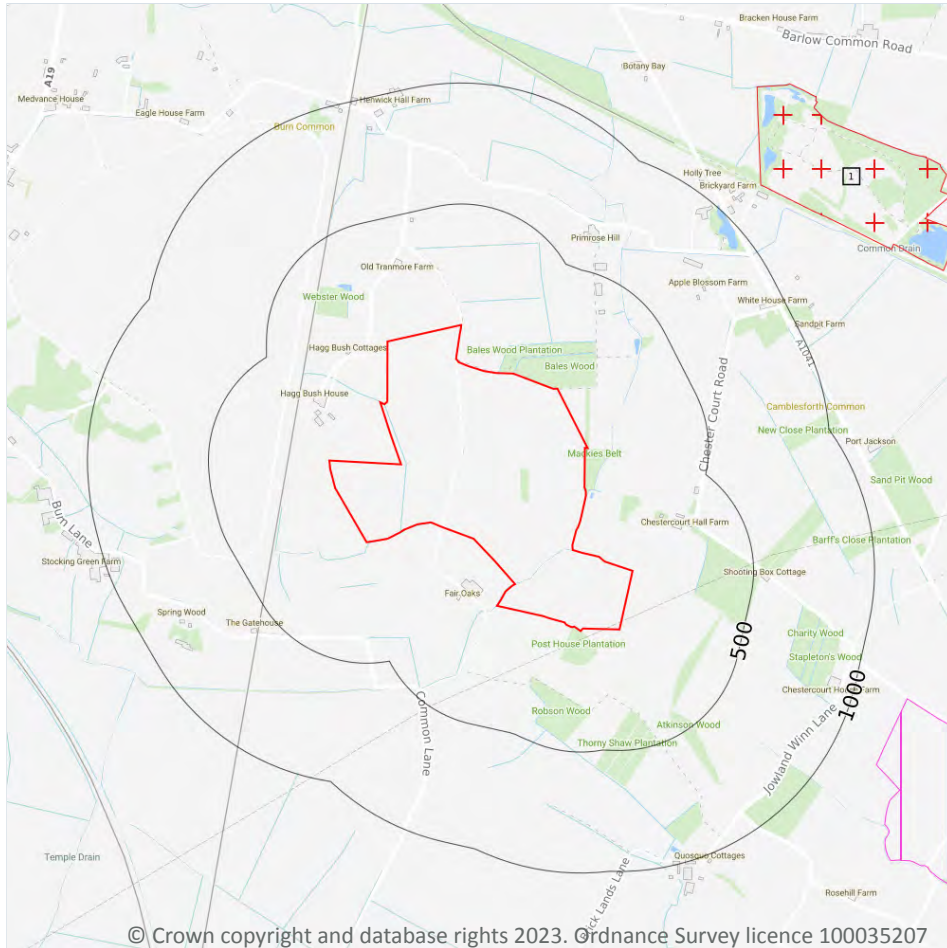 Bracken House Farm
Barlow Common Road
A19
Botany Bay
Medvance House
Henwick Hall Farm
Eagle House Farm
Burn Common
Holly Tree
Brickyard Farm
1
Common Drain
Primrose Hill
Old Tranmore Farm
Apple Blossom Farm
Webster Wood
White House Farm
Sandpit Farm
A1041
Hagg Bush Cottages
Bales Wood Plantation
Bales Wood
Hagg Bush House
Chester Court Road
Camblesforth Common
New Close Plantation
Port Jackson
Mackies Belt
Sand Pit Wood
Burn Lane
Chestercourt Hall Farm
Barff's Close Plantation
Stocking Green Farm
Shooting Box Cottage
Fair Oaks
Spring Wood
The Gatehouse
Charity Wood
Post House Plantation
500
Stapleton's Wood
Chestercourt House Farm
1000
Common Lane
Robson Wood
Atkinson Wood
Thorny Shaw Plantation
Jowland Winn Lane
Temple Drain
Quosquo Cottages
Lands Lane
Rosehill Farm
© Crown copyright and database rights 2023. Ordnance Survey licence 100035207